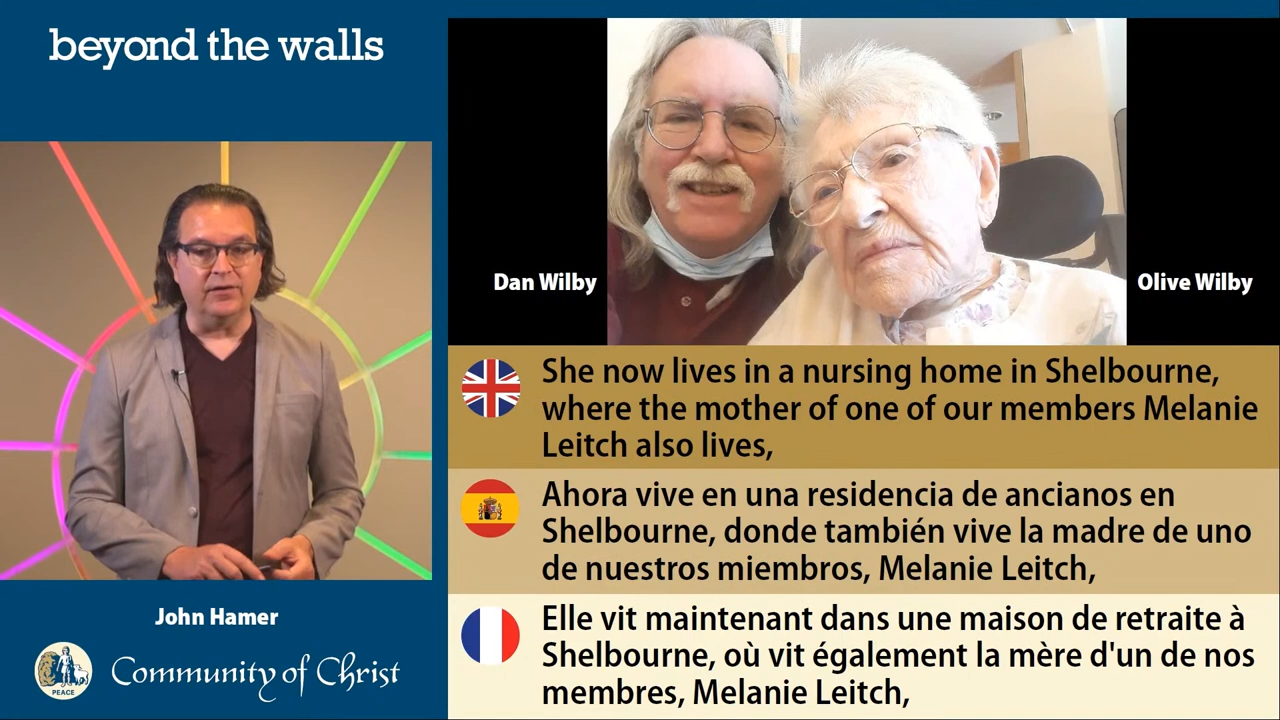 beyond the walls
Dan Wilby
Olive Wilby
She now lives in a nursing home in Shelbourne,
where the mother of one of our members Melanie
Leitch also lives,
Ahora vive en una residencia de ancianos en
Shelbourne, donde también vive la madre de uno
de nuestros miembros, Melanie Leitch,
Elle vit maintenant dans une maison de retraite à
Shelbourne, où vit également la mère d'un de nos
membres, Melanie Leitch,
John Hamer
PEACE
Community of Christ